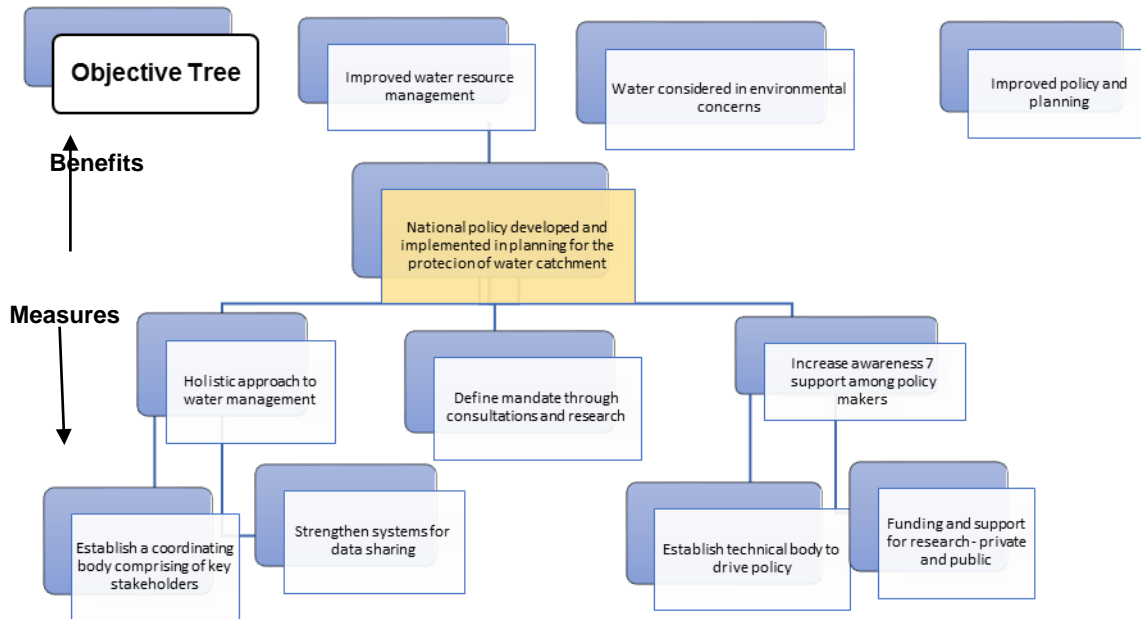 Objective Tree
Improved water resource
management
Water considered in environmental
concerns
Improved policy and
planning
Benefits
National policy developed and
implemented in planning for the
protecion of water catchment
Measures
Holistic approach to
water management
Define mandate through
consultations and research
Increase awareness 7
support among policy
makers
Establish a coordinating
body comprising of key
stakeholders
Strengthen systems for
data sharing
Establish technical body to
drive policy
Funding and support
for research - private
and public